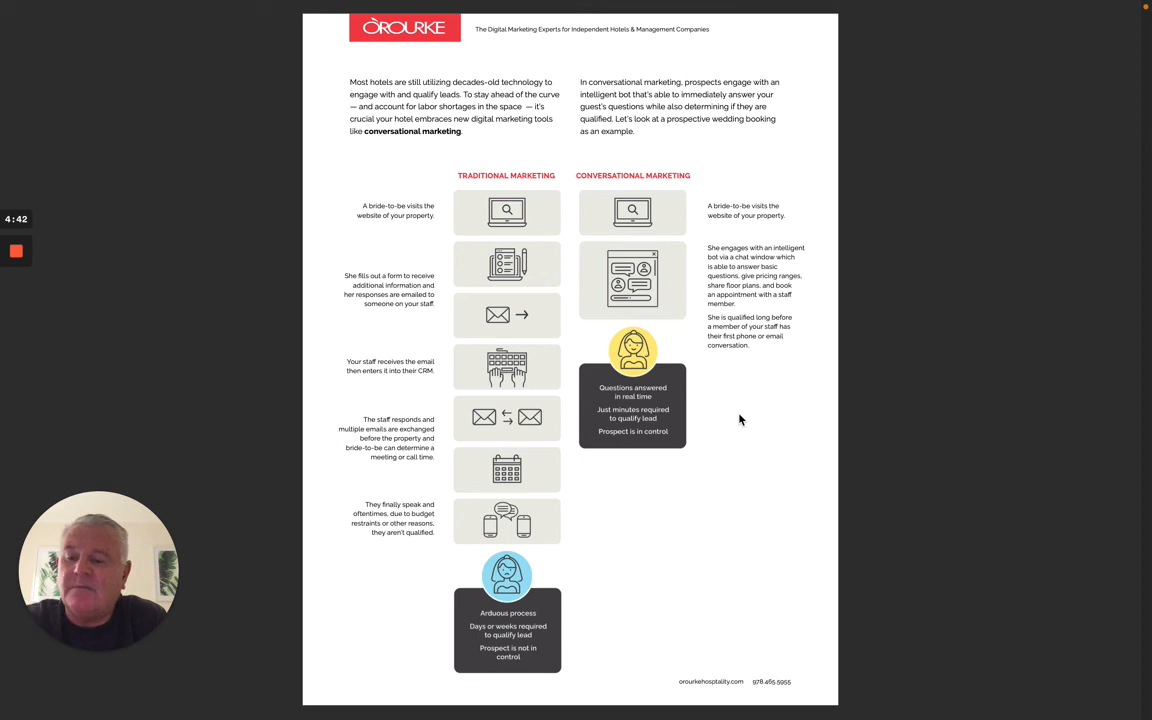 ÒROURKE
The Digital Marketing Experts for Independent Hotels & Management Companies
Most hotels are still utilizing decades-old technology to
engage with and qualify leads. To stay ahead of the curve
— and account for labor shortages in the space — it's
crucial your hotel embraces new digital marketing tools
like conversational marketing.
In conversational marketing, prospects engage with an
intelligent bot that's able to immediately answer your
guest's questions while also determining if they are
qualified. Let's look at a prospective wedding booking
as an example.
TRADITIONAL MARKETING
A bride-to-be visits the
website of your property.
She fills out a form to receive
additional information and
her responses are emailed to
someone on your staff.
Your staff receives the email
then enters it into their CRM.
The staff responds and
multiple emails are exchanged
before the property and
bride-to-be can determine a
meeting or call time.
They finally speak and
oftentimes, due to budget
restraints or other reasons,
they aren't qualified.
Arduous process
Days or weeks required
to qualify lead
Prospect is not in
control
CONVERSATIONAL MARKETING
A bride-to-be visits the
website of your property.
She engages with an intelligent
bot via a chat window which
is able to answer basic
questions, give pricing ranges,
share floor plans, and book
an appointment with a staff
member.
She is qualified long before
a member of your staff has
their first phone or email
conversation.
Questions answered
in real time
Just minutes required
to qualify lead
Prospect is in control
orourkehospitality.com 978.465.5955
4:42